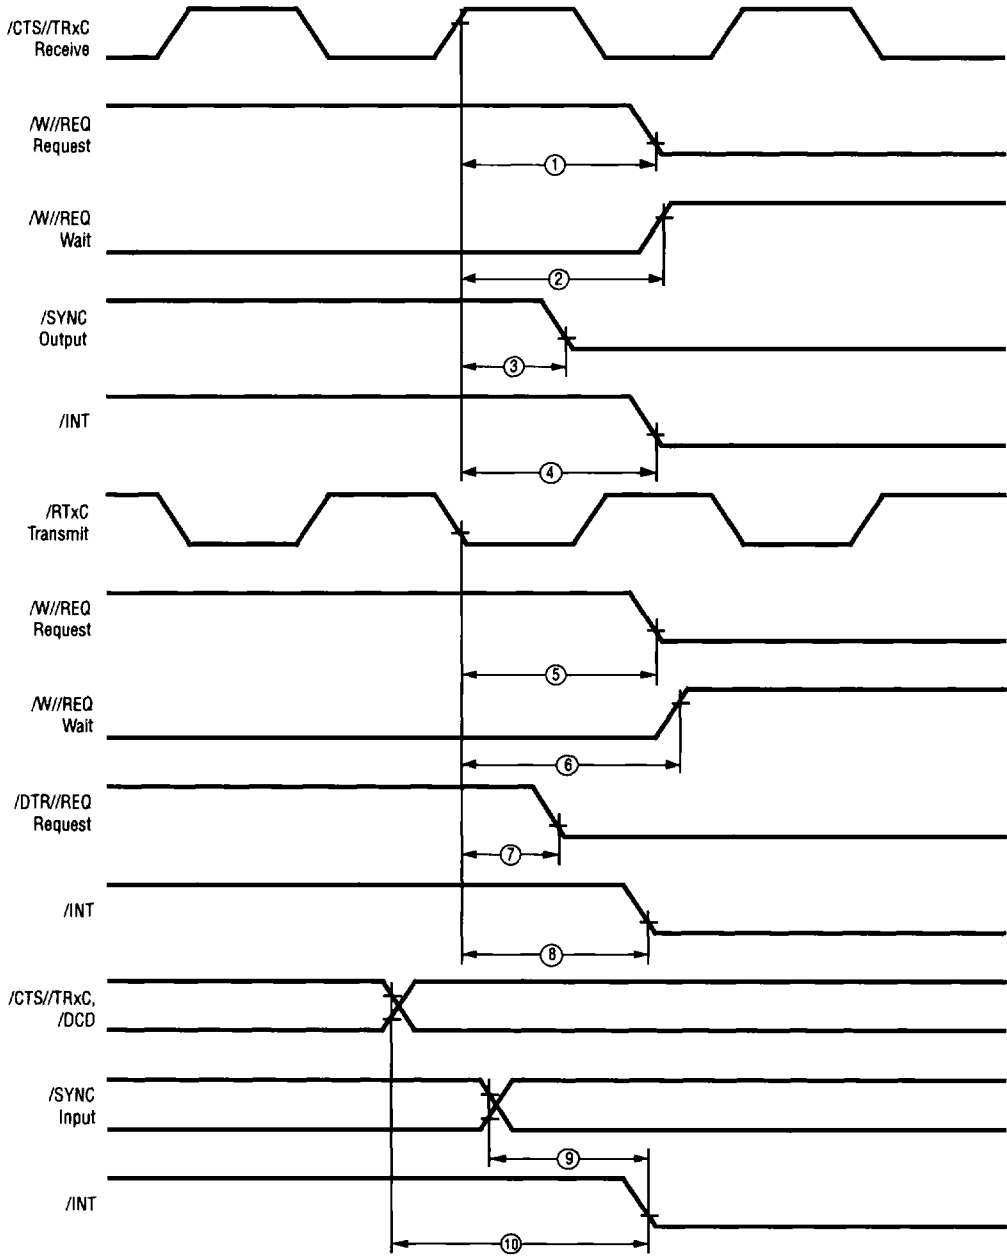 /CTS//TRxC
Receive
/W//REQ
Request
1
/W//REQ
Wait
2
/SYNC
Output
3
/INT
4
/RTxC
Transmit
/W//REQ
Request
5
/W//REQ
Wait
6
/DTR//REQ
Request
7
/INT
8
/CTS//TRxC,
/DCD
/SYNC
Input
9
/INT
10